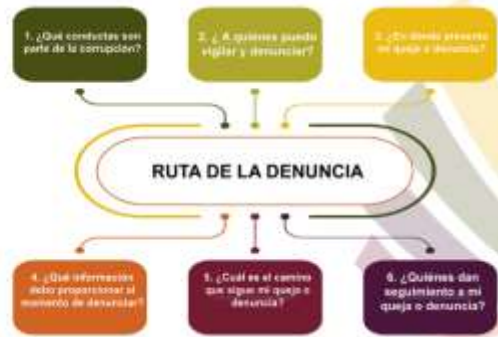 1. ¿Qué conductas son
parte de la corrupción?
2. ¿ A quiénes puedo
vigilar y denunciar?
3. ¿En dónde presento
mi queja o denuncia?
RUTA DE LA DENUNCIA
4. ¿Qué información
debo proporcionar al
momento de denunciar?
5. ¿Cuál es el camino
que sigue mi queja o
denuncia?
6. ¿Quiénes dan
seguimiento a mi
queja o denuncia?